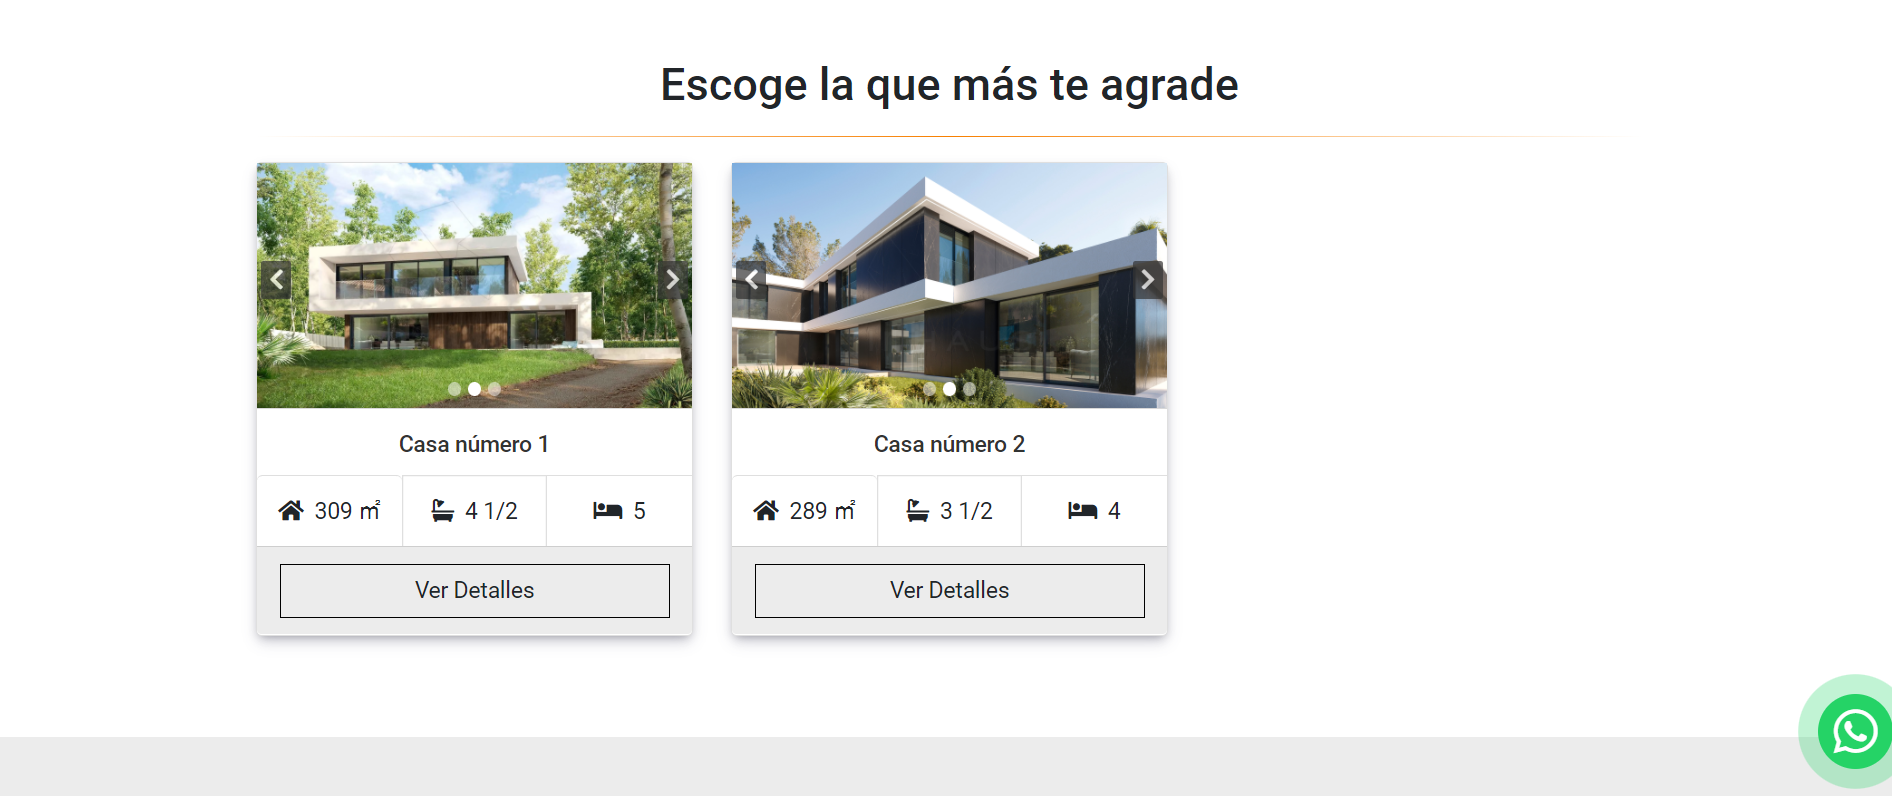 Escoge la que más te agrade
Casa número 1
309 ㎡
4 1/2
5
Ver Detalles
Casa número 2
289 ㎡
3 1/2
4
Ver Detalles